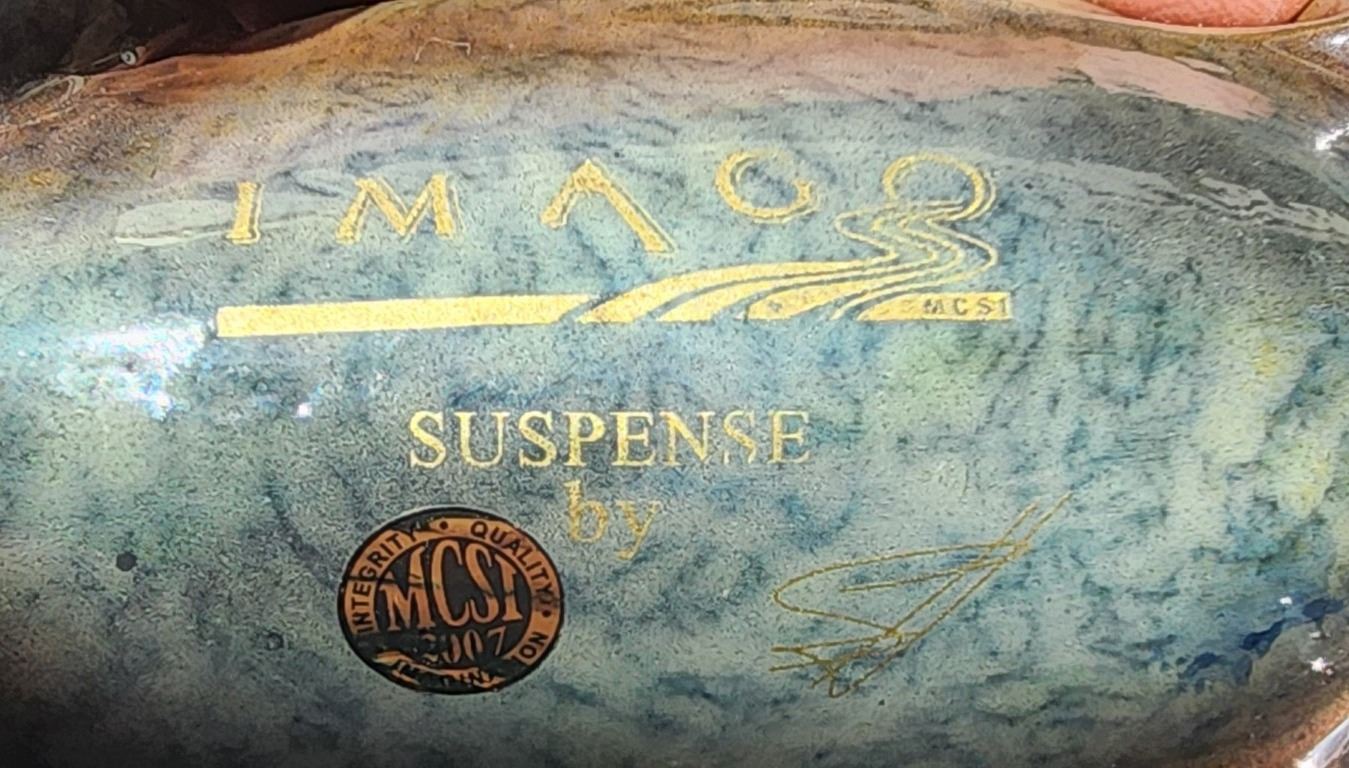 IMAGO
MCSI
SUSPENSE
by
INTEGRITY · QUALITY ·
MCSI
2007